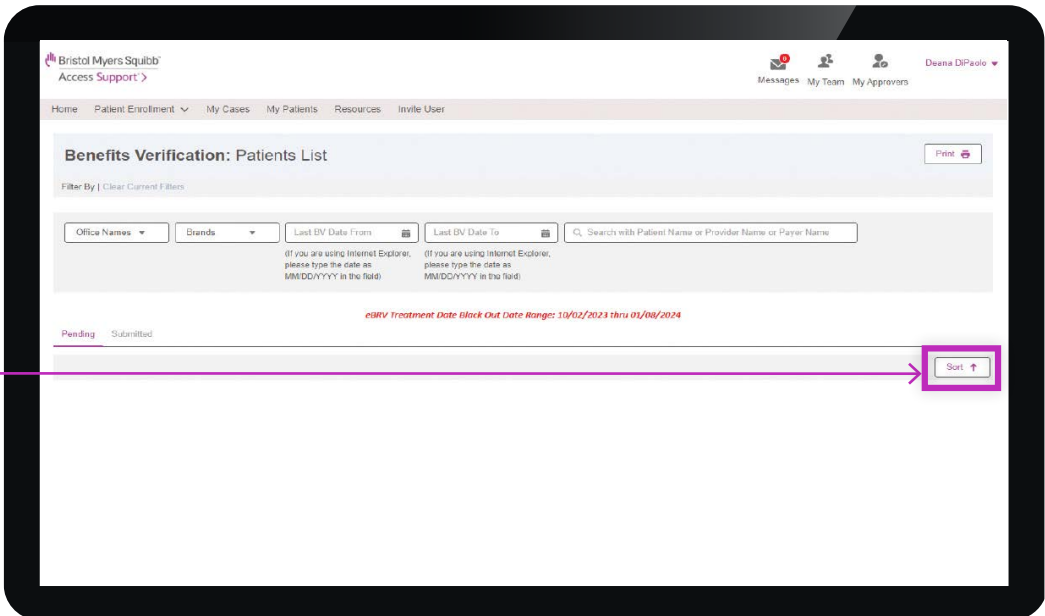 Bristol Myers Squibb™
Access Support®
0
Messages
My Team
My Approvers
Deana DiPaolo
Home
Patient Enrollment
My Cases
My Patients
Resources
Invite User
Benefits Verification: Patients List
Print
Filter By | Clear Current Filters
Office Names
Brands
Last BV Date From
Last BV Date To
Search with Patient Name or Provider Name or Payer Name
(If you are using Internet Explorer,
please type the date as
MM/DD/YYYY in the field)
(If you are using Internet Explorer,
please type the date as
MM/DD/YYYY in the field)
eBRV Treatment Date Black Out Date Range: 10/02/2023 thru 01/08/2024
Pending
Submitted
Sort